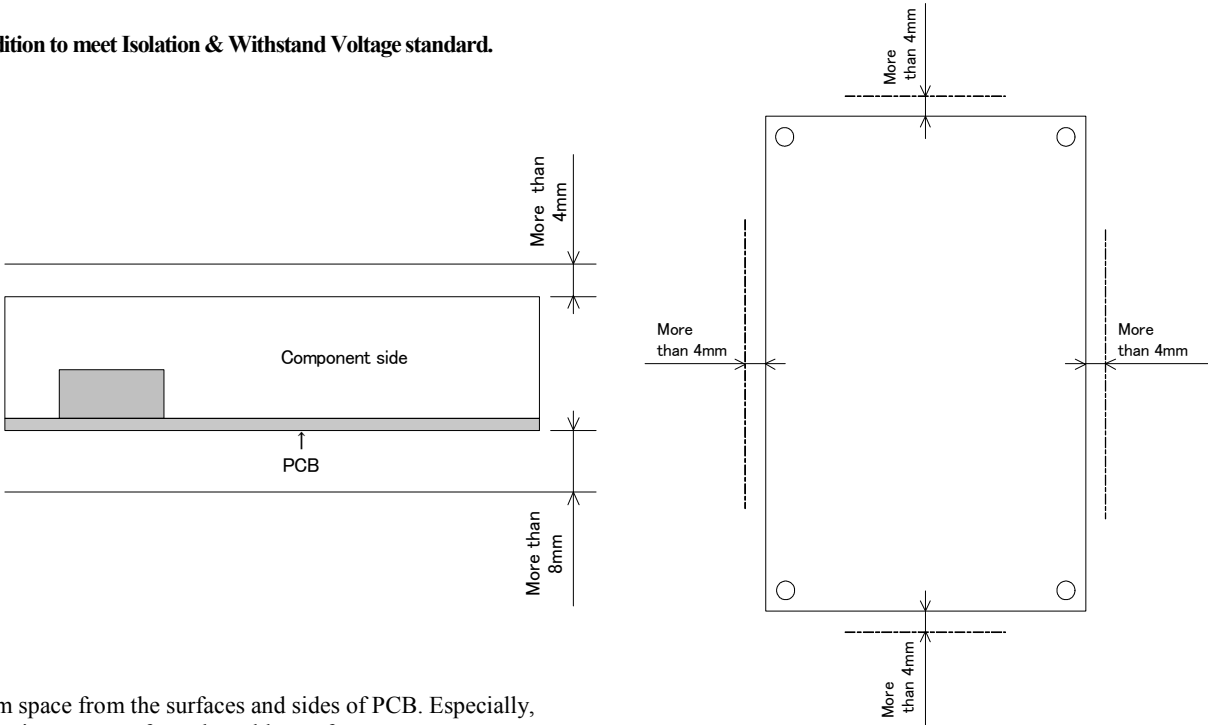 dition to meet Isolation & Withstand Voltage standard.
More than
4mm
Component side
↑
PCB
More than
8mm
More
than 4mm
More
than 4mm
More
than 4mm
More
than 4mm
m space from the surfaces and sides of PCB. Especially,